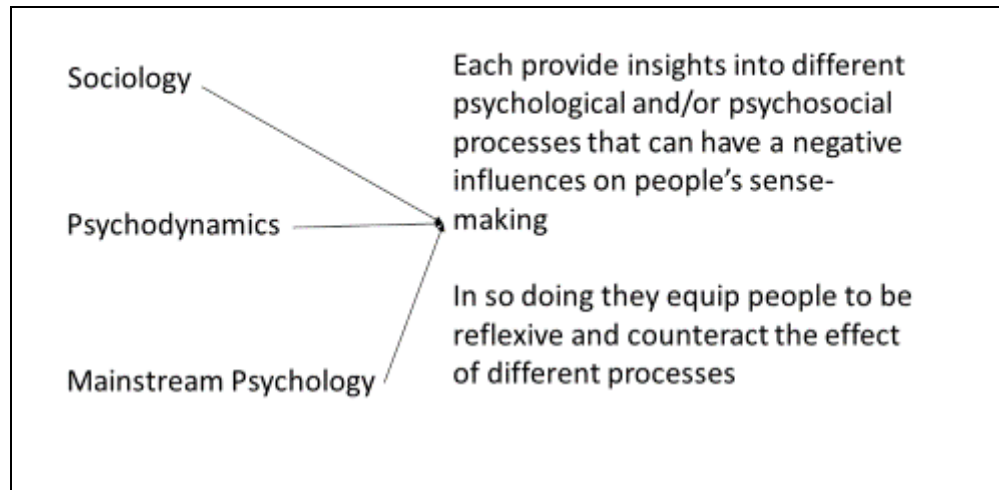 Sociology
Psychodynamics
Mainstream Psychology
Each provide insights into different
psychological and/or psychosocial
processes that can have a negative
influences on people's sense-
making
In so doing they equip people to be
reflexive and counteract the effect
of different processes